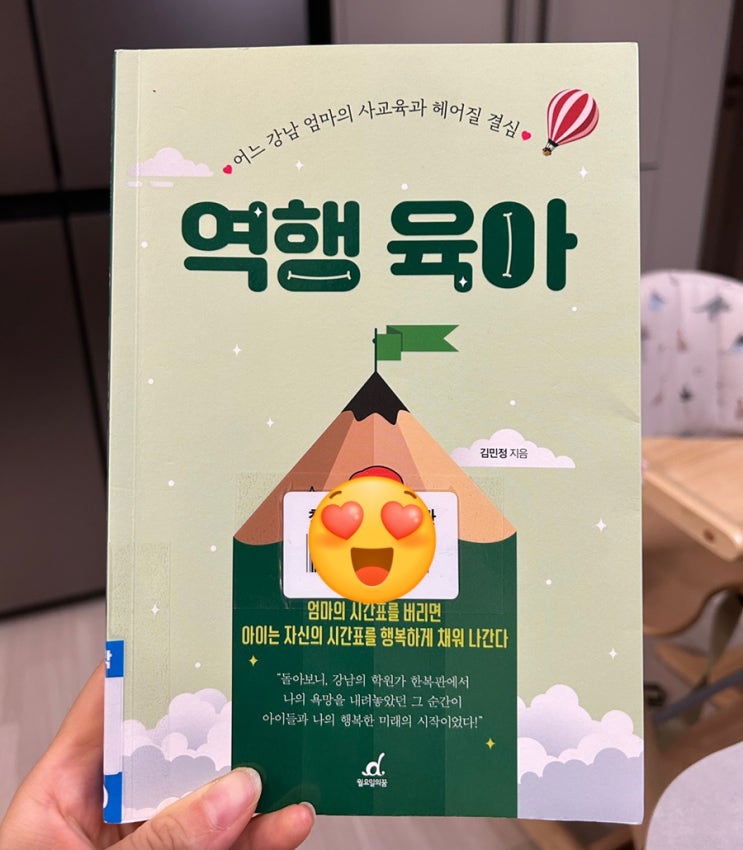 어느 강남 엄마의 사교육과 헤어질 결심
역행 육아
김민정 지음
엄마의 시간표를 버리면
아이는 자신의 시간표를 행복하게 채워 나간다
"돌아보니, 강남의 학원가 한복판에서
나의 욕망을 내려놓았던 그 순간이
아이들과 나의 행복한 미래의 시작이었다!"
월요일의꿈